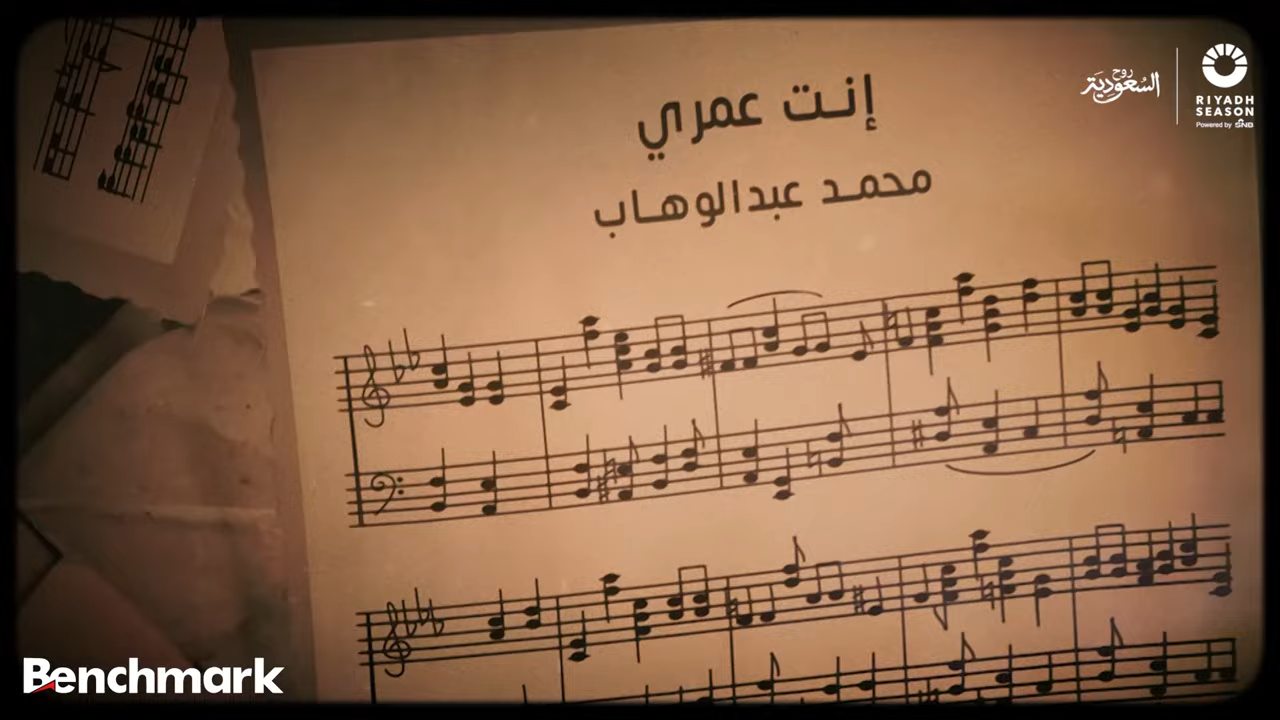 إنت عمري
محمد عبدالوهاب
روح السعودية
RIYADH
SEASON
Powered by SNB
Benchmark